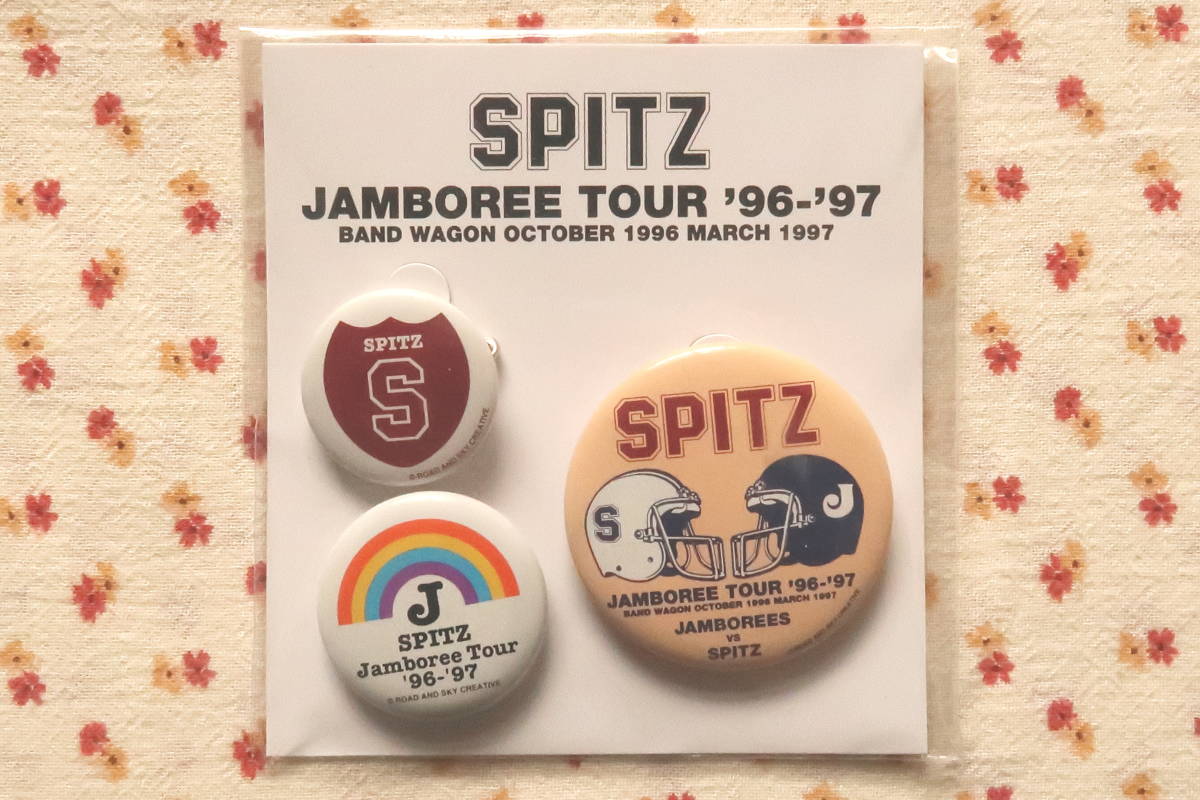 SPITZ
JAMBOREE TOUR ’96-’97
BAND WAGON OCTOBER 1996 MARCH 1997
SPITZ
S
© ROAD AND SKY CREATIVE
J
SPITZ
Jamboree Tour
'96-'97
© ROAD AND SKY CREATIVE
SPITZ
S
J
JAMBOREE TOUR ’96-’97
BAND WAGON OCTOBER 1996 MARCH 1997
JAMBOREES
VS
SPITZ